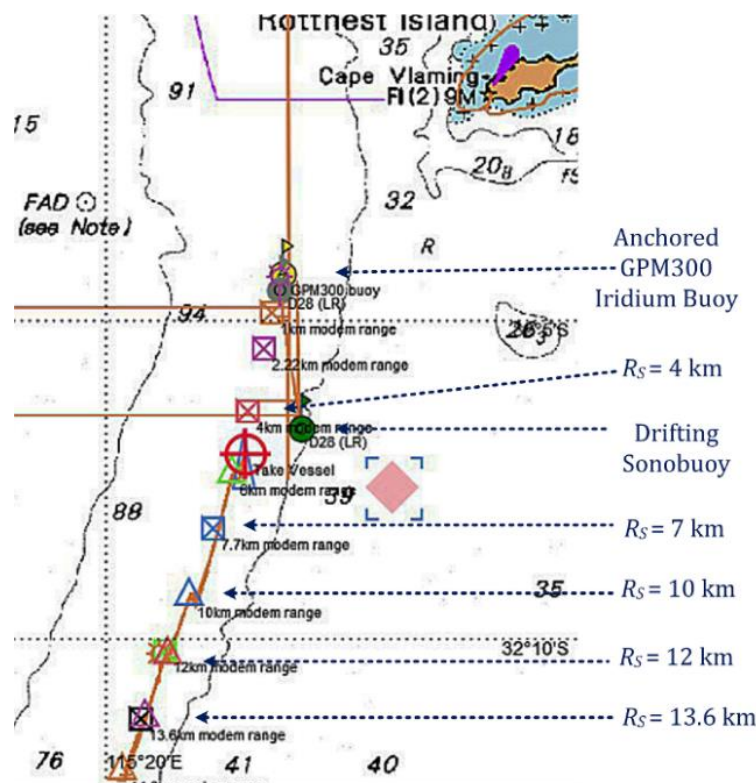 Rottnest Island)
35
Cape Vlaming
Fl(2)9M
91
15
18
20₈
fS
32
FAD
(see Note)
R
Anchored
GPM300
Iridium Buoy
GPM300 buoy
D28 (LR)
94
1km modem range
2.22km modem range
R_S = 4 km
4km modem range
D28 (LR)
Drifting
Sonobuoy
Take Vessel
6km modem range
39
88
R_S = 7 km
7.7km modem range
35
R_S = 10 km
10km modem range
32°10'S
R_S = 12 km
12km modem range
R_S = 13.6 km
13.6km modem range
76
115°20'E
41
40